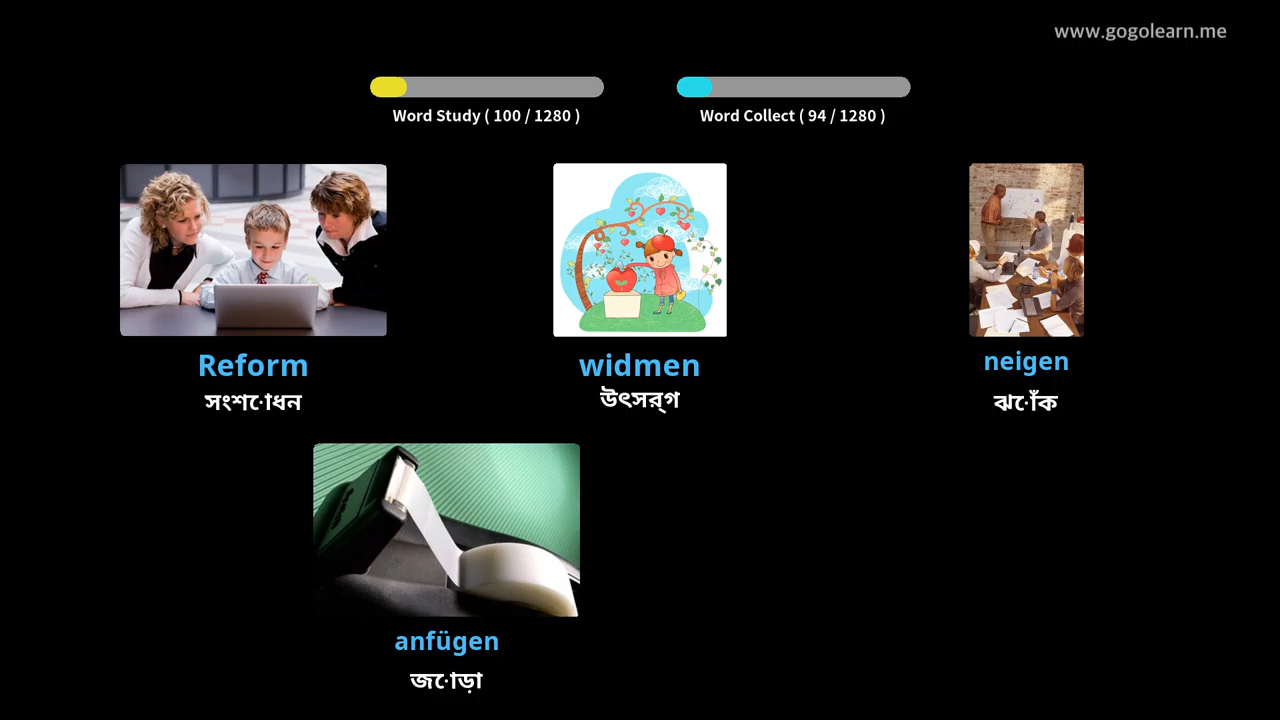 www.gogolearn.me
Word Study ( 100 / 1280 )
Word Collect ( 94 / 1280 )
Reform
সংশোধন
widmen
উৎসর্গ
neigen
ঝোঁক
anfügen
জোড়া